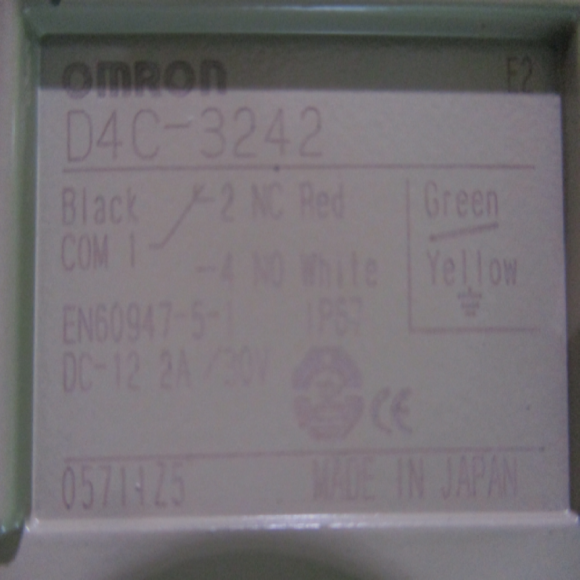 OMRON E2
D4C-3242
Black 2 NC Red Green
COM 1 -4 NO White Yellow
EN60947-5-1 IP67
DC-12 2A/30V
CE
05714Z5 MADE IN JAPAN